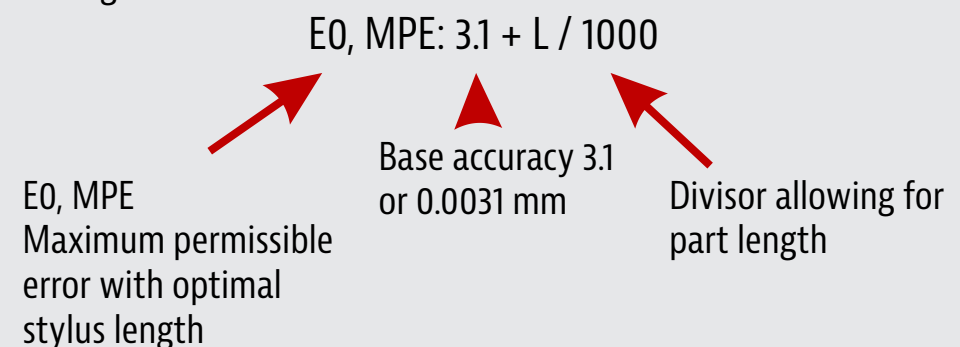 E0, MPE: 3.1 + L / 1000
Base accuracy 3.1
or 0.0031 mm
E0, MPE
Maximum permissible
error with optimal
stylus length
Divisor allowing for
part length